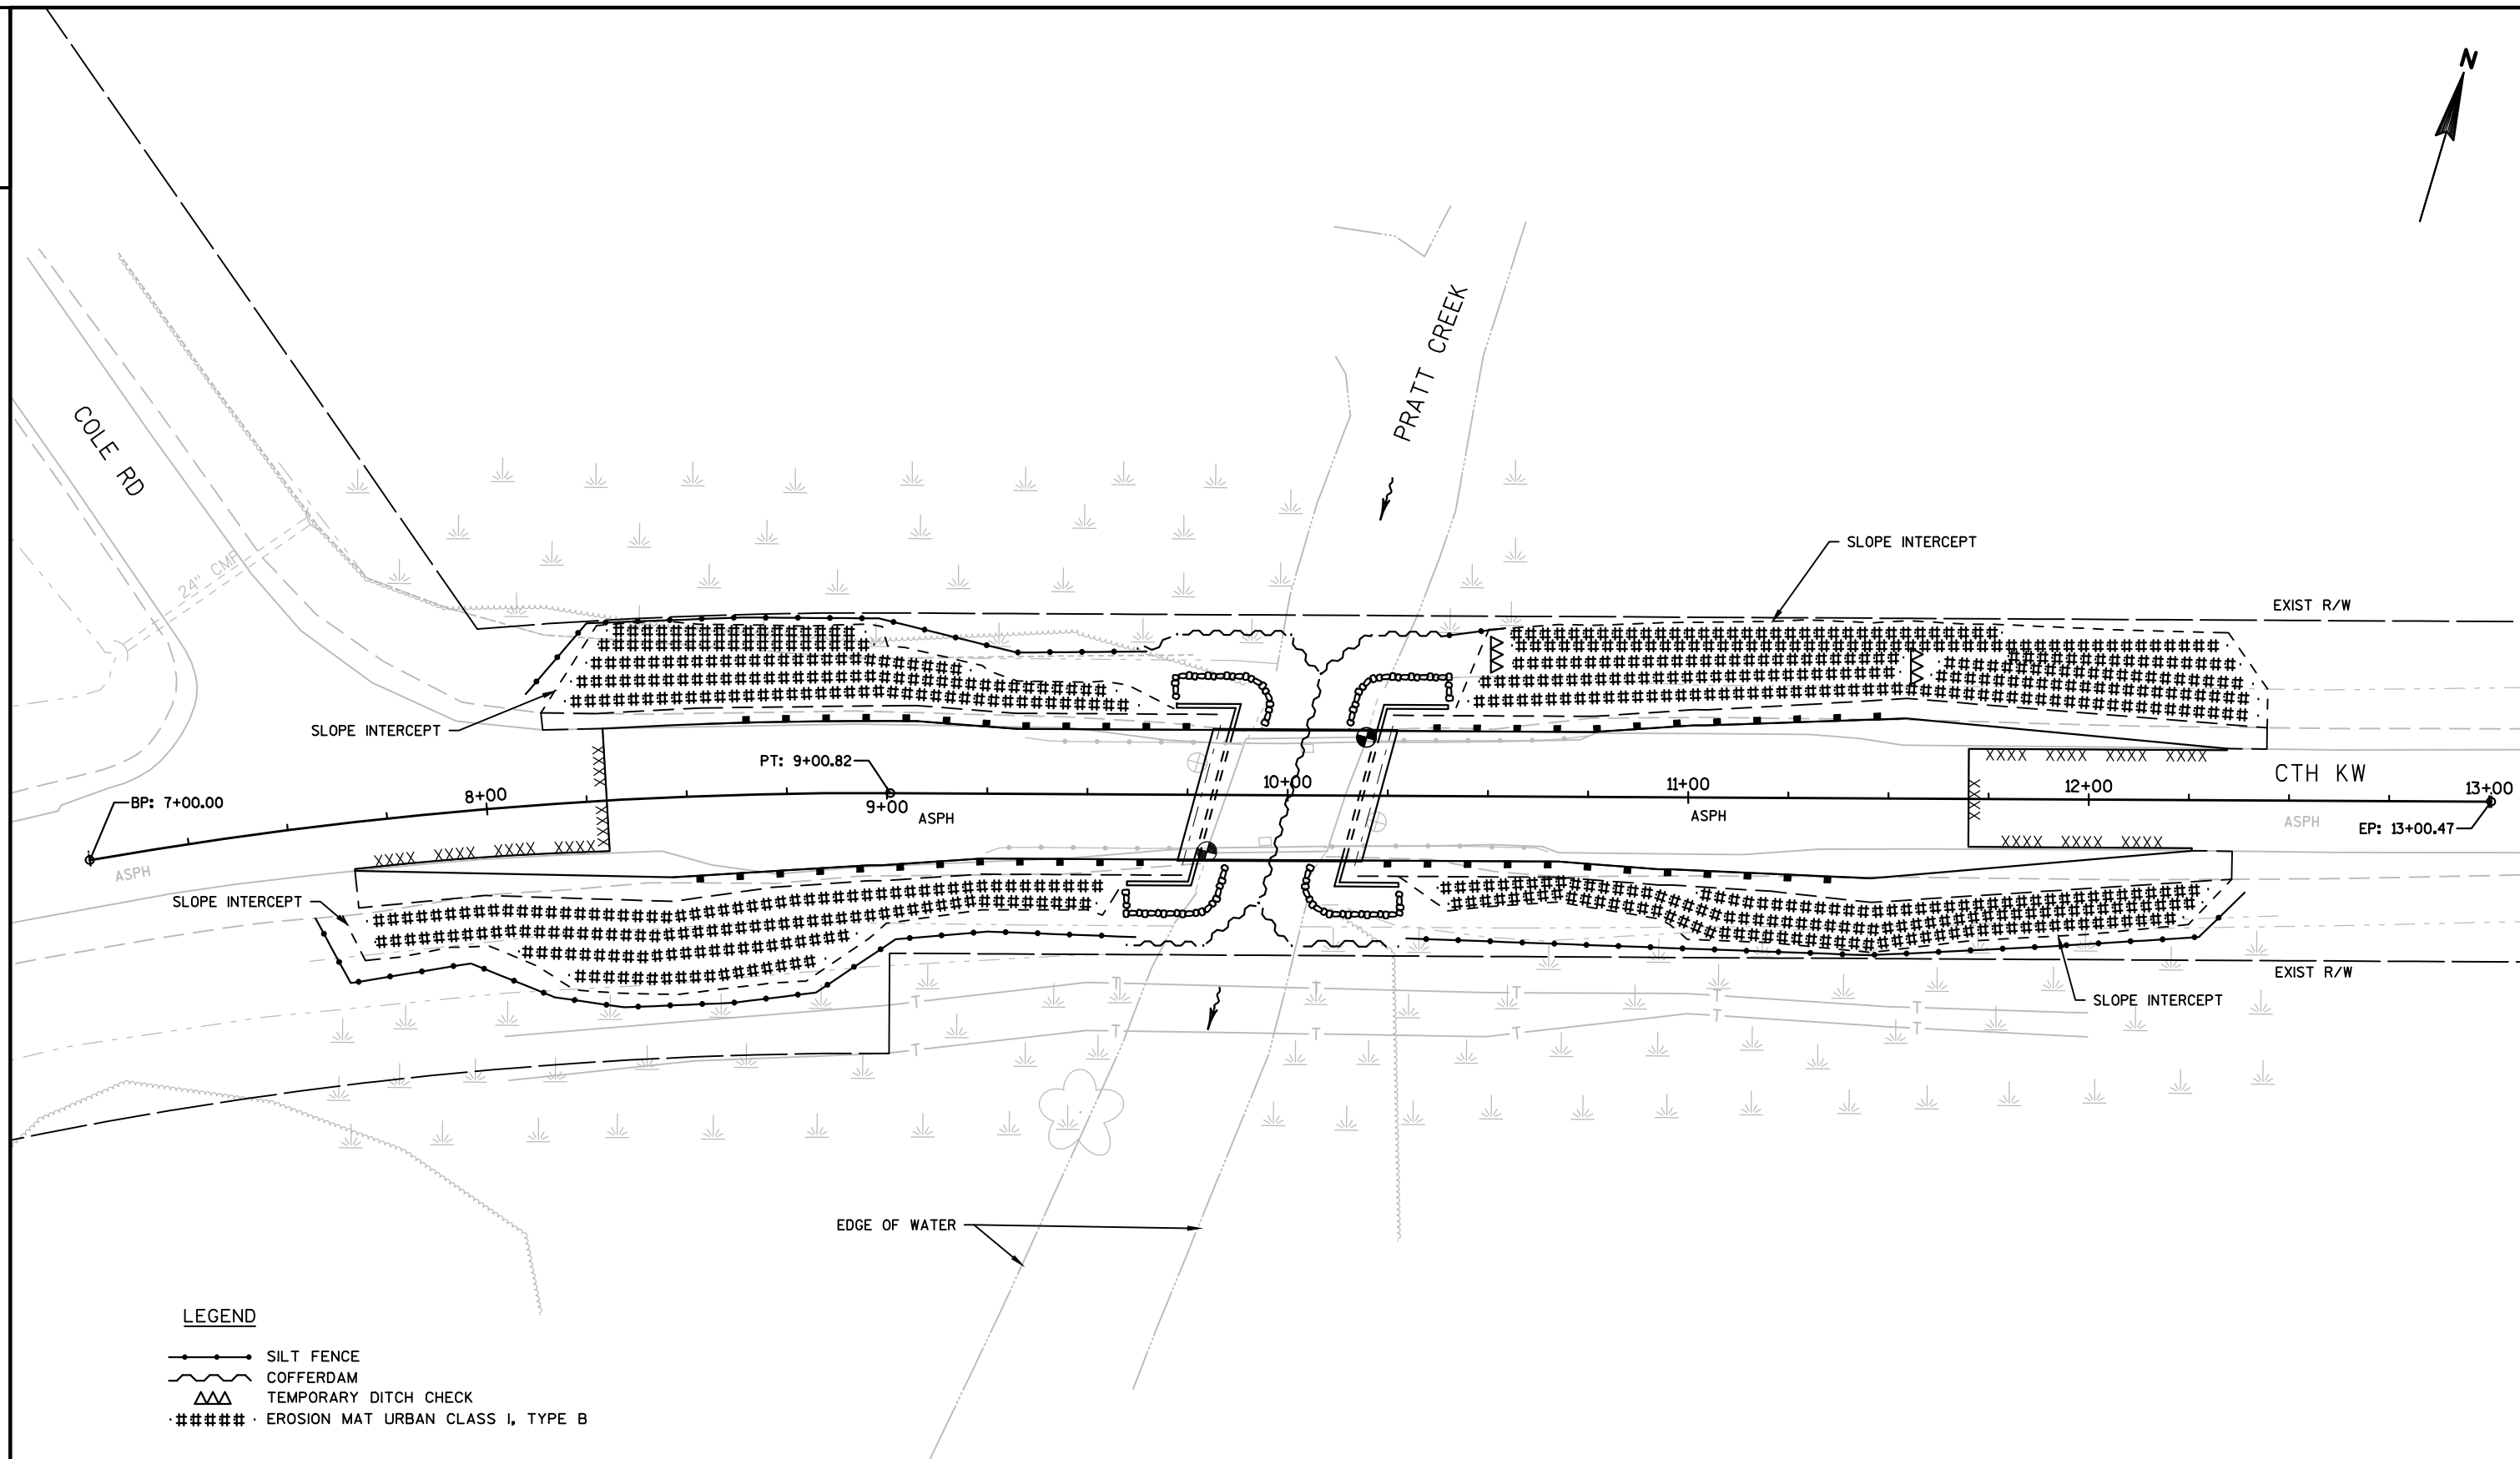 N
COLE RD
PRATT CREEK
24" CMP
SLOPE INTERCEPT
EXIST R/W
SLOPE INTERCEPT
PT: 9+00.82
BP: 7+00.00
8+00
9+00
ASPH
10+00
11+00
ASPH
12+00
CTH KW
13+00
ASPH
EP: 13+00.47
ASPH
SLOPE INTERCEPT
EXIST R/W
SLOPE INTERCEPT
T T T T T
T T T T T
EDGE OF WATER
LEGEND
SILT FENCE
COFFERDAM
TEMPORARY DITCH CHECK
EROSION MAT URBAN CLASS I, TYPE B